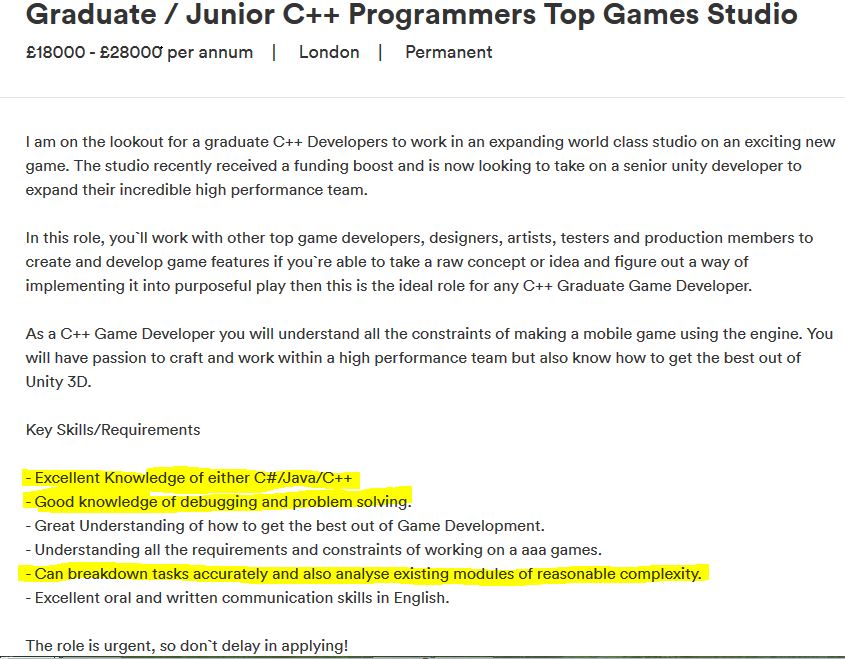 Graduate / Junior C++ Programmers Top Games Studio
£18000 - £28000 per annum | London | Permanent
I am on the lookout for a graduate C++ Developers to work in an expanding world class studio on an exciting new
game. The studio recently received a funding boost and is now looking to take on a senior unity developer to
expand their incredible high performance team.
In this role, you`ll work with other top game developers, designers, artists, testers and production members to
create and develop game features if you`re able to take a raw concept or idea and figure out a way of
implementing it into purposeful play then this is the ideal role for any C++ Graduate Game Developer.
As a C++ Game Developer you will understand all the constraints of making a mobile game using the engine. You
will have passion to craft and work within a high performance team but also know how to get the best out of
Unity 3D.
Key Skills/Requirements
- Excellent Knowledge of either C#/Java/C++
- Good knowledge of debugging and problem solving.
- Great Understanding of how to get the best out of Game Development.
- Understanding all the requirements and constraints of working on a aaa games.
- Can breakdown tasks accurately and also analyse existing modules of reasonable complexity.
- Excellent oral and written communication skills in English.
The role is urgent, so don`t delay in applying!